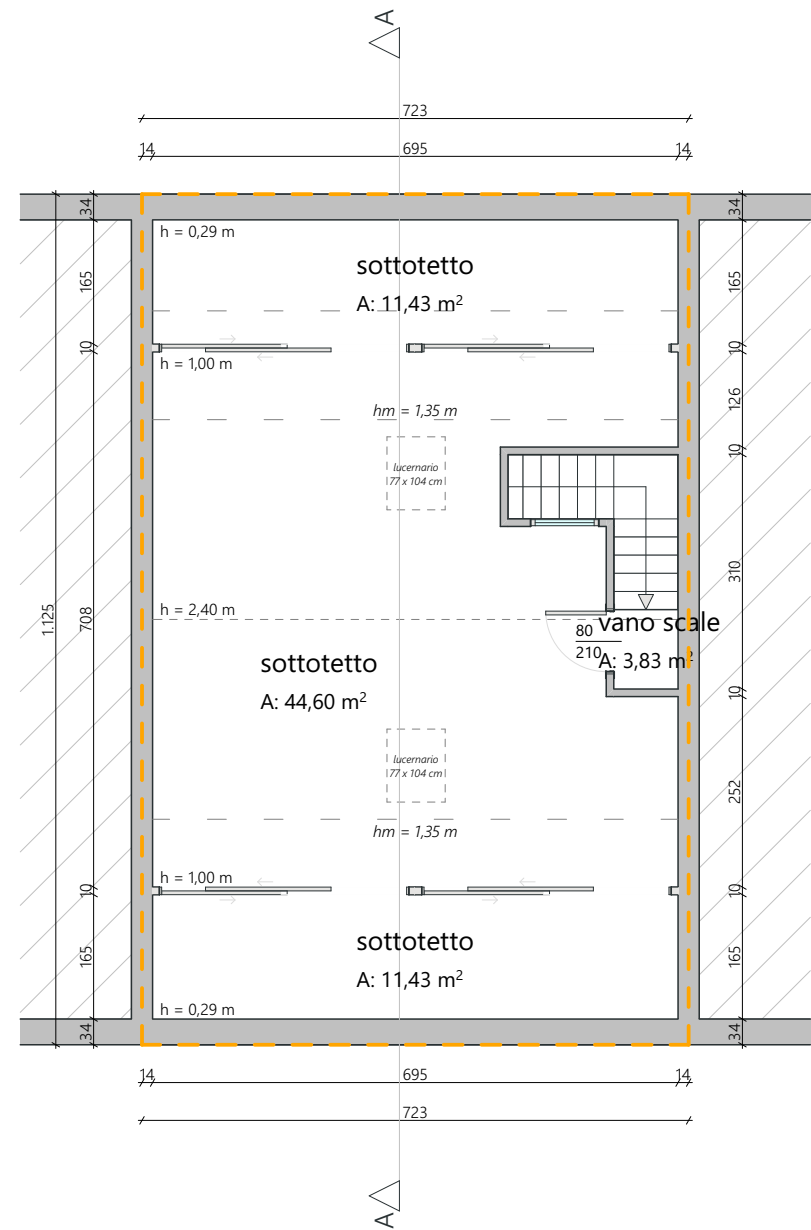 A
723
14 695 14
34
34
h = 0,29 m
sottotetto
A: 11,43 m²
165
165
10
10
h = 1,00 m
126
hm = 1,35 m
10
lucernario
77 x 104 cm
310
1.125
708
h = 2,40 m
80
210
vano scale
A: 3,83 m²
sottotetto
A: 44,60 m²
10
lucernario
77 x 104 cm
252
hm = 1,35 m
h = 1,00 m
10
10
sottotetto
A: 11,43 m²
165
165
h = 0,29 m
34
34
14 695 14
723
A